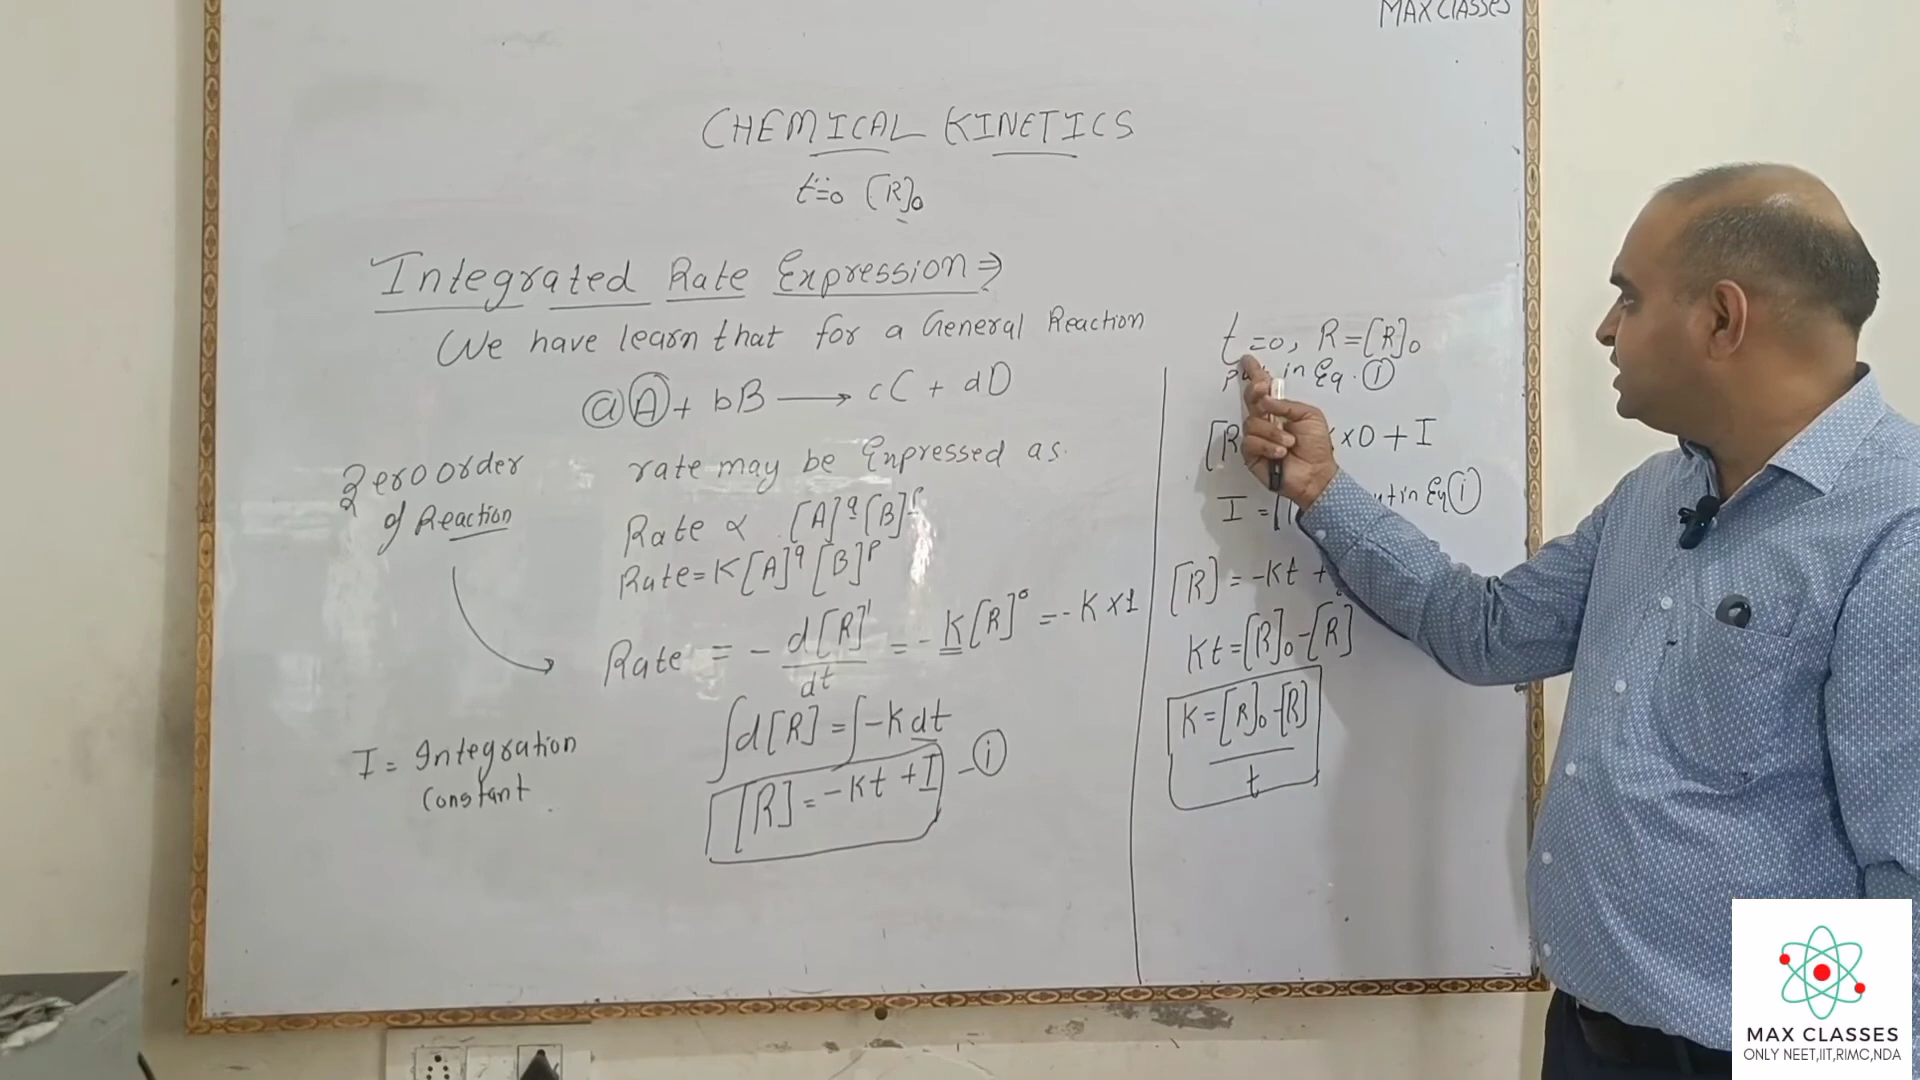 MAX CLASSES
CHEMICAL KINETICS
t=0 [R]₀
Integrated Rate Expression⇒
We have learn that for a General Reaction
aA + bB → cC + dD
Zero order
of Reaction
rate may be Expressed as.
Rate ∝ [A]^q [B]^p
Rate = K[A]^q [B]^p
Rate = - d[R]¹/dt = - K[R]⁰ = - K×1
∫d[R] = ∫-K dt
[R] = -Kt + I - (i)
I = Integration
Constant
t=0, R=[R]₀
in Eq. (i)
[R ×0 + I
I = [ in Eq (i)
[R] = -Kt +
Kt = [R]₀ - [R]
K = [R]₀ - [R] / t
MAX CLASSES
ONLY NEET,IIT,RIMC,NDA